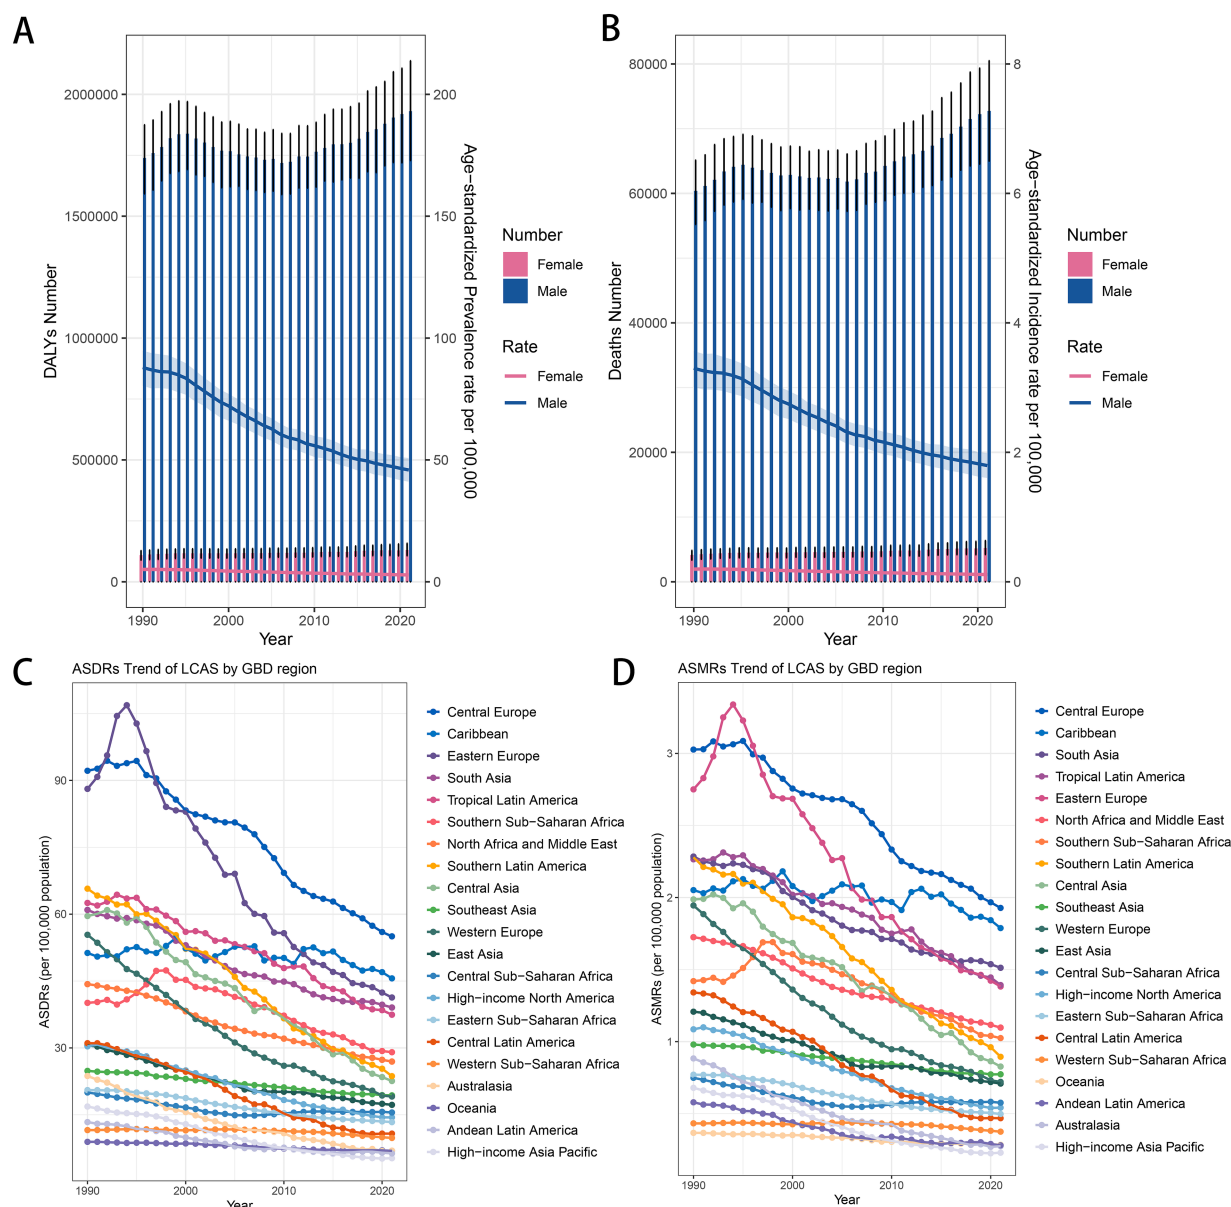 A
DALYs Number
2000000
1500000
1000000
500000
0
200
150
100
50
0
Age−standardized Prevalence rate per 100,000
1990
2000
2010
2020
Year
Number
Female
Male
Rate
Female
Male
B
Deaths Number
80000
60000
40000
20000
0
8
6
4
2
0
Age−standardized Incidence rate per 100,000
1990
2000
2010
2020
Year
Number
Female
Male
Rate
Female
Male
C
ASDRs Trend of LCAS by GBD region
ASDRs (per 100,000 population)
90
60
30
1990
2000
2010
2020
Year
Central Europe
Caribbean
Eastern Europe
South Asia
Tropical Latin America
Southern Sub−Saharan Africa
North Africa and Middle East
Southern Latin America
Central Asia
Southeast Asia
Western Europe
East Asia
Central Sub−Saharan Africa
High−income North America
Eastern Sub−Saharan Africa
Central Latin America
Western Sub−Saharan Africa
Australasia
Oceania
Andean Latin America
High−income Asia Pacific
D
ASMRs Trend of LCAS by GBD region
ASMRs (per 100,000 population)
3
2
1
1990
2000
2010
2020
Year
Central Europe
Caribbean
South Asia
Tropical Latin America
Eastern Europe
North Africa and Middle East
Southern Sub−Saharan Africa
Southern Latin America
Central Asia
Southeast Asia
Western Europe
East Asia
Central Sub−Saharan Africa
High−income North America
Eastern Sub−Saharan Africa
Central Latin America
Western Sub−Saharan Africa
Oceania
Andean Latin America
Australasia
High−income Asia Pacific